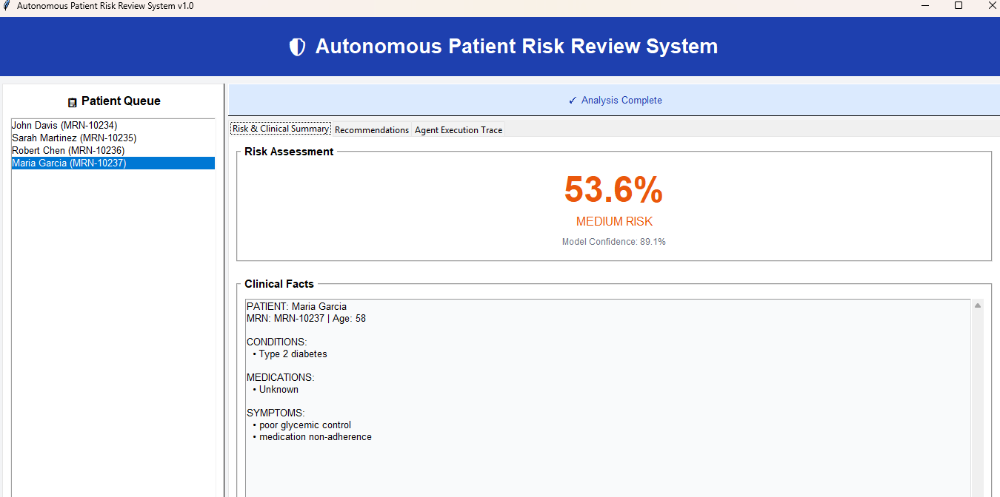 Autonomous Patient Risk Review System v1.0
Autonomous Patient Risk Review System
Patient Queue
John Davis (MRN-10234)
Sarah Martinez (MRN-10235)
Robert Chen (MRN-10236)
Maria Garcia (MRN-10237)
✓ Analysis Complete
Risk & Clinical Summary Recommendations Agent Execution Trace
Risk Assessment
53.6%
MEDIUM RISK
Model Confidence: 89.1%
Clinical Facts
PATIENT: Maria Garcia
MRN: MRN-10237 | Age: 58
CONDITIONS:
• Type 2 diabetes
MEDICATIONS:
• Unknown
SYMPTOMS:
• poor glycemic control
• medication non-adherence